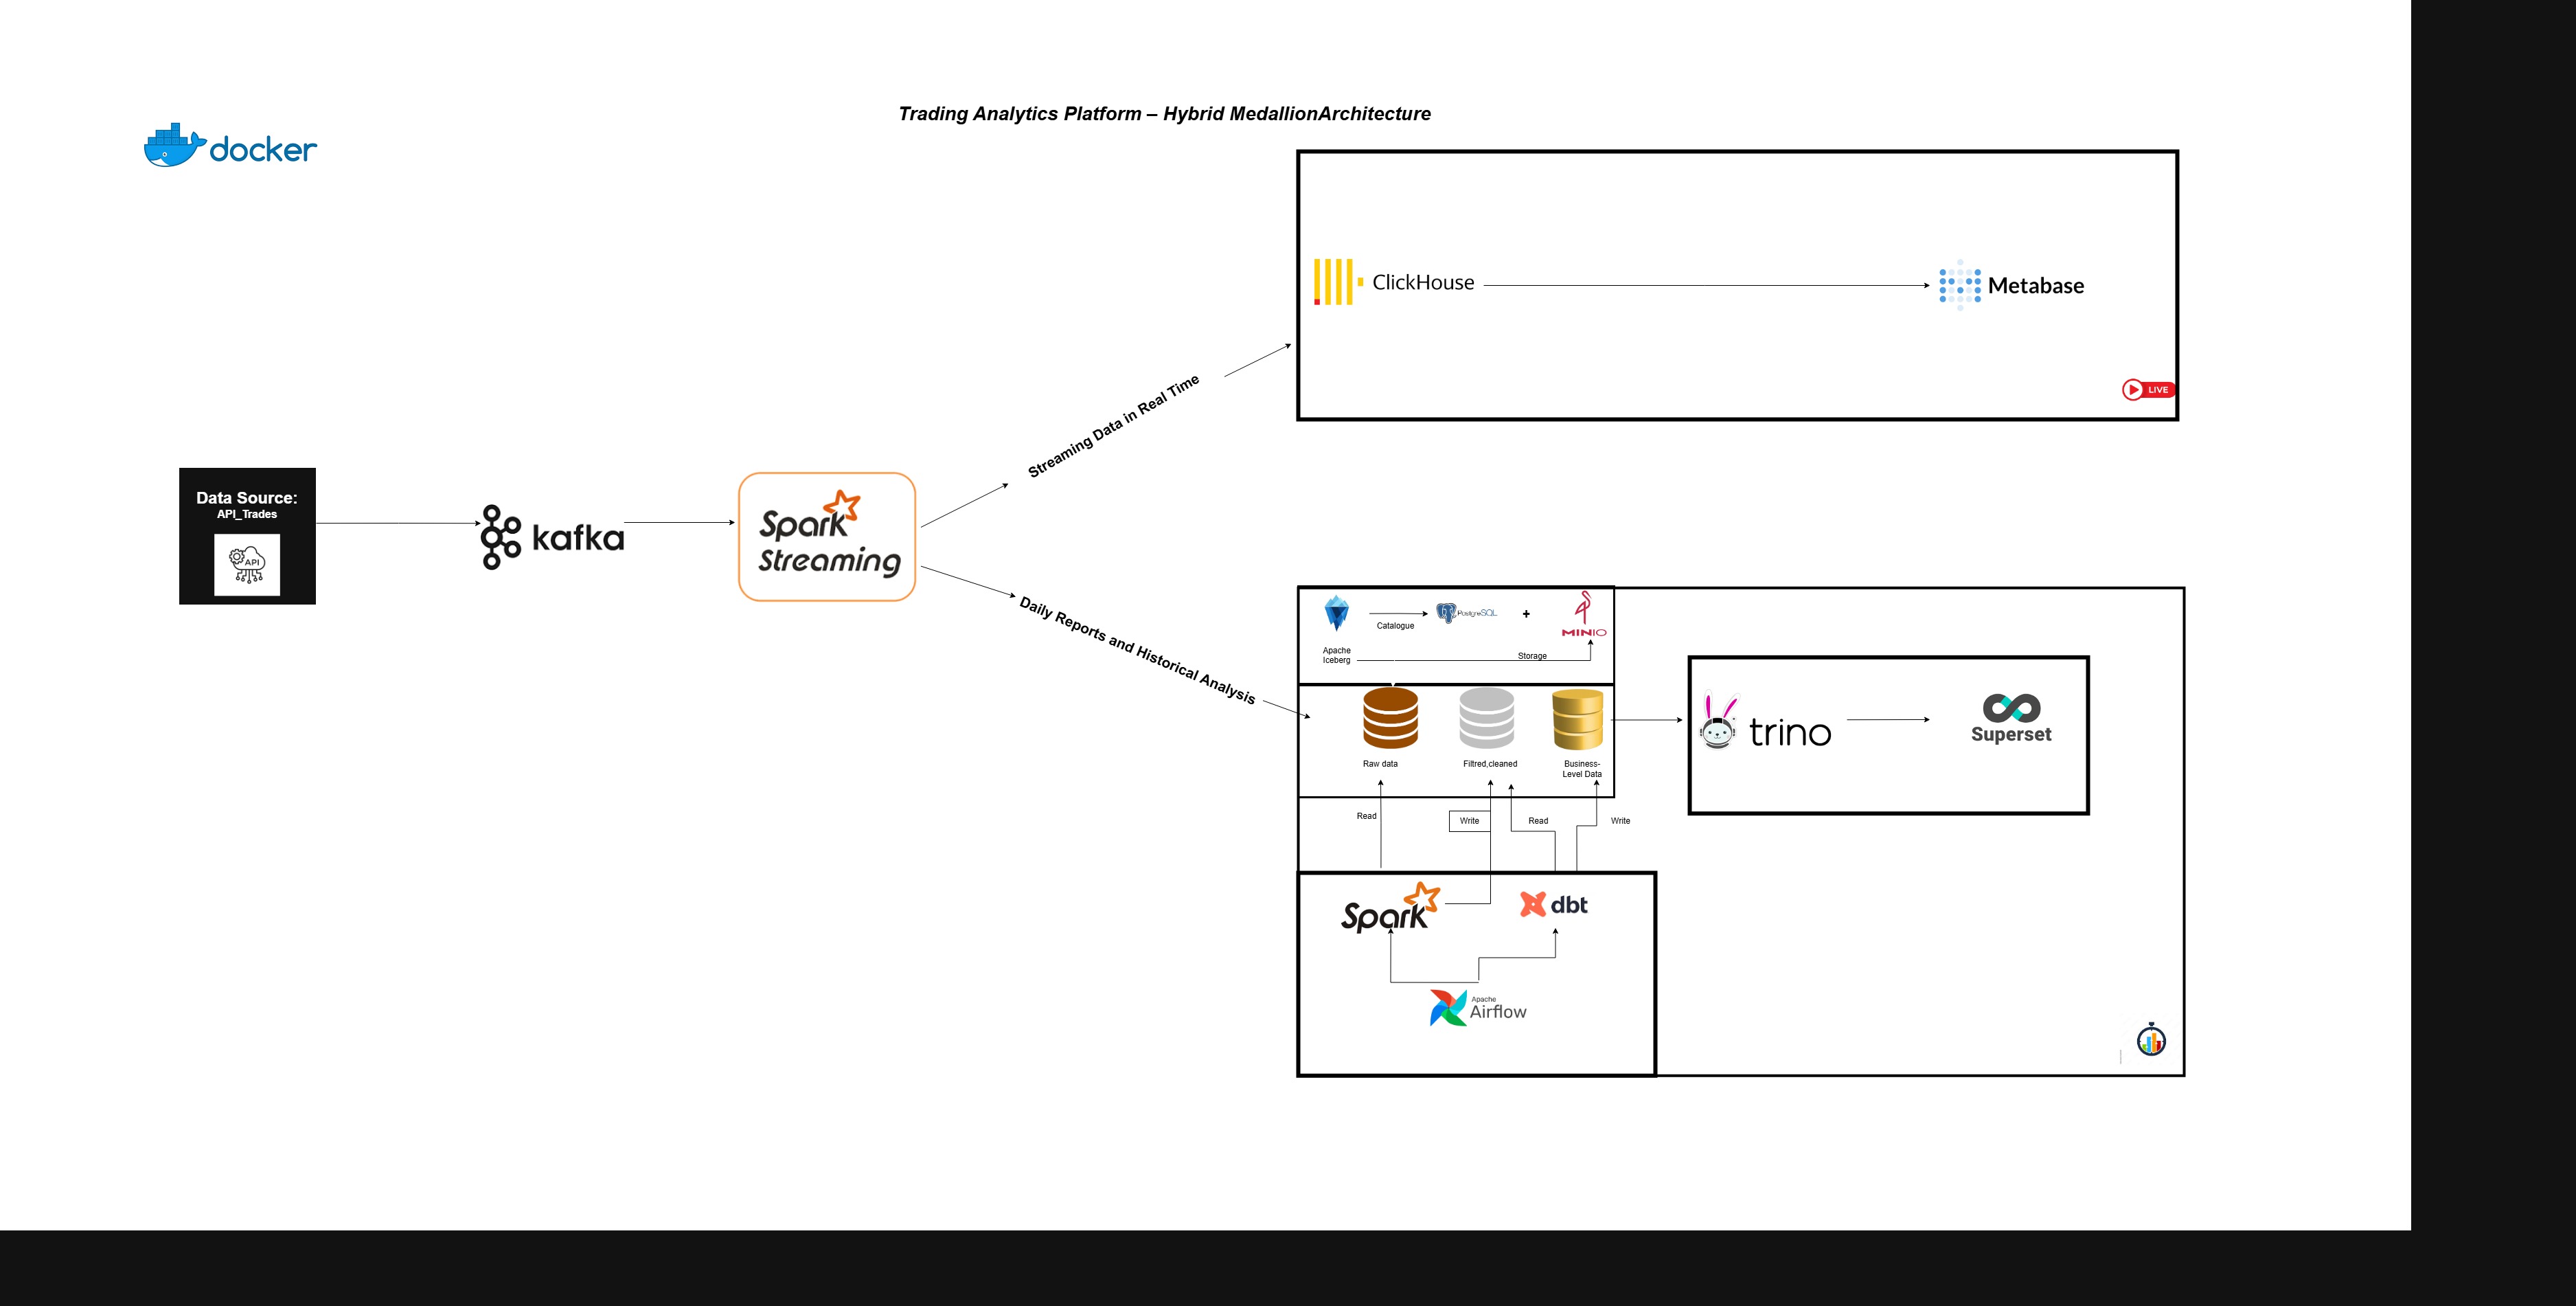 Trading Analytics Platform – Hybrid MedallionArchitecture
docker
ClickHouse
Metabase
LIVE
Streaming Data in Real Time
Data Source:
API_Trades
API
kafka
Spark
Streaming
Daily Reports and Historical Analysis
Catalogue
PostgreSQL
+
MINIO
Apache
Iceberg
Storage
Raw data
Filtred,cleaned
Business-
Level Data
trino
Superset
Read
Write
Read
Write
Spark
dbt
Apache
Airflow